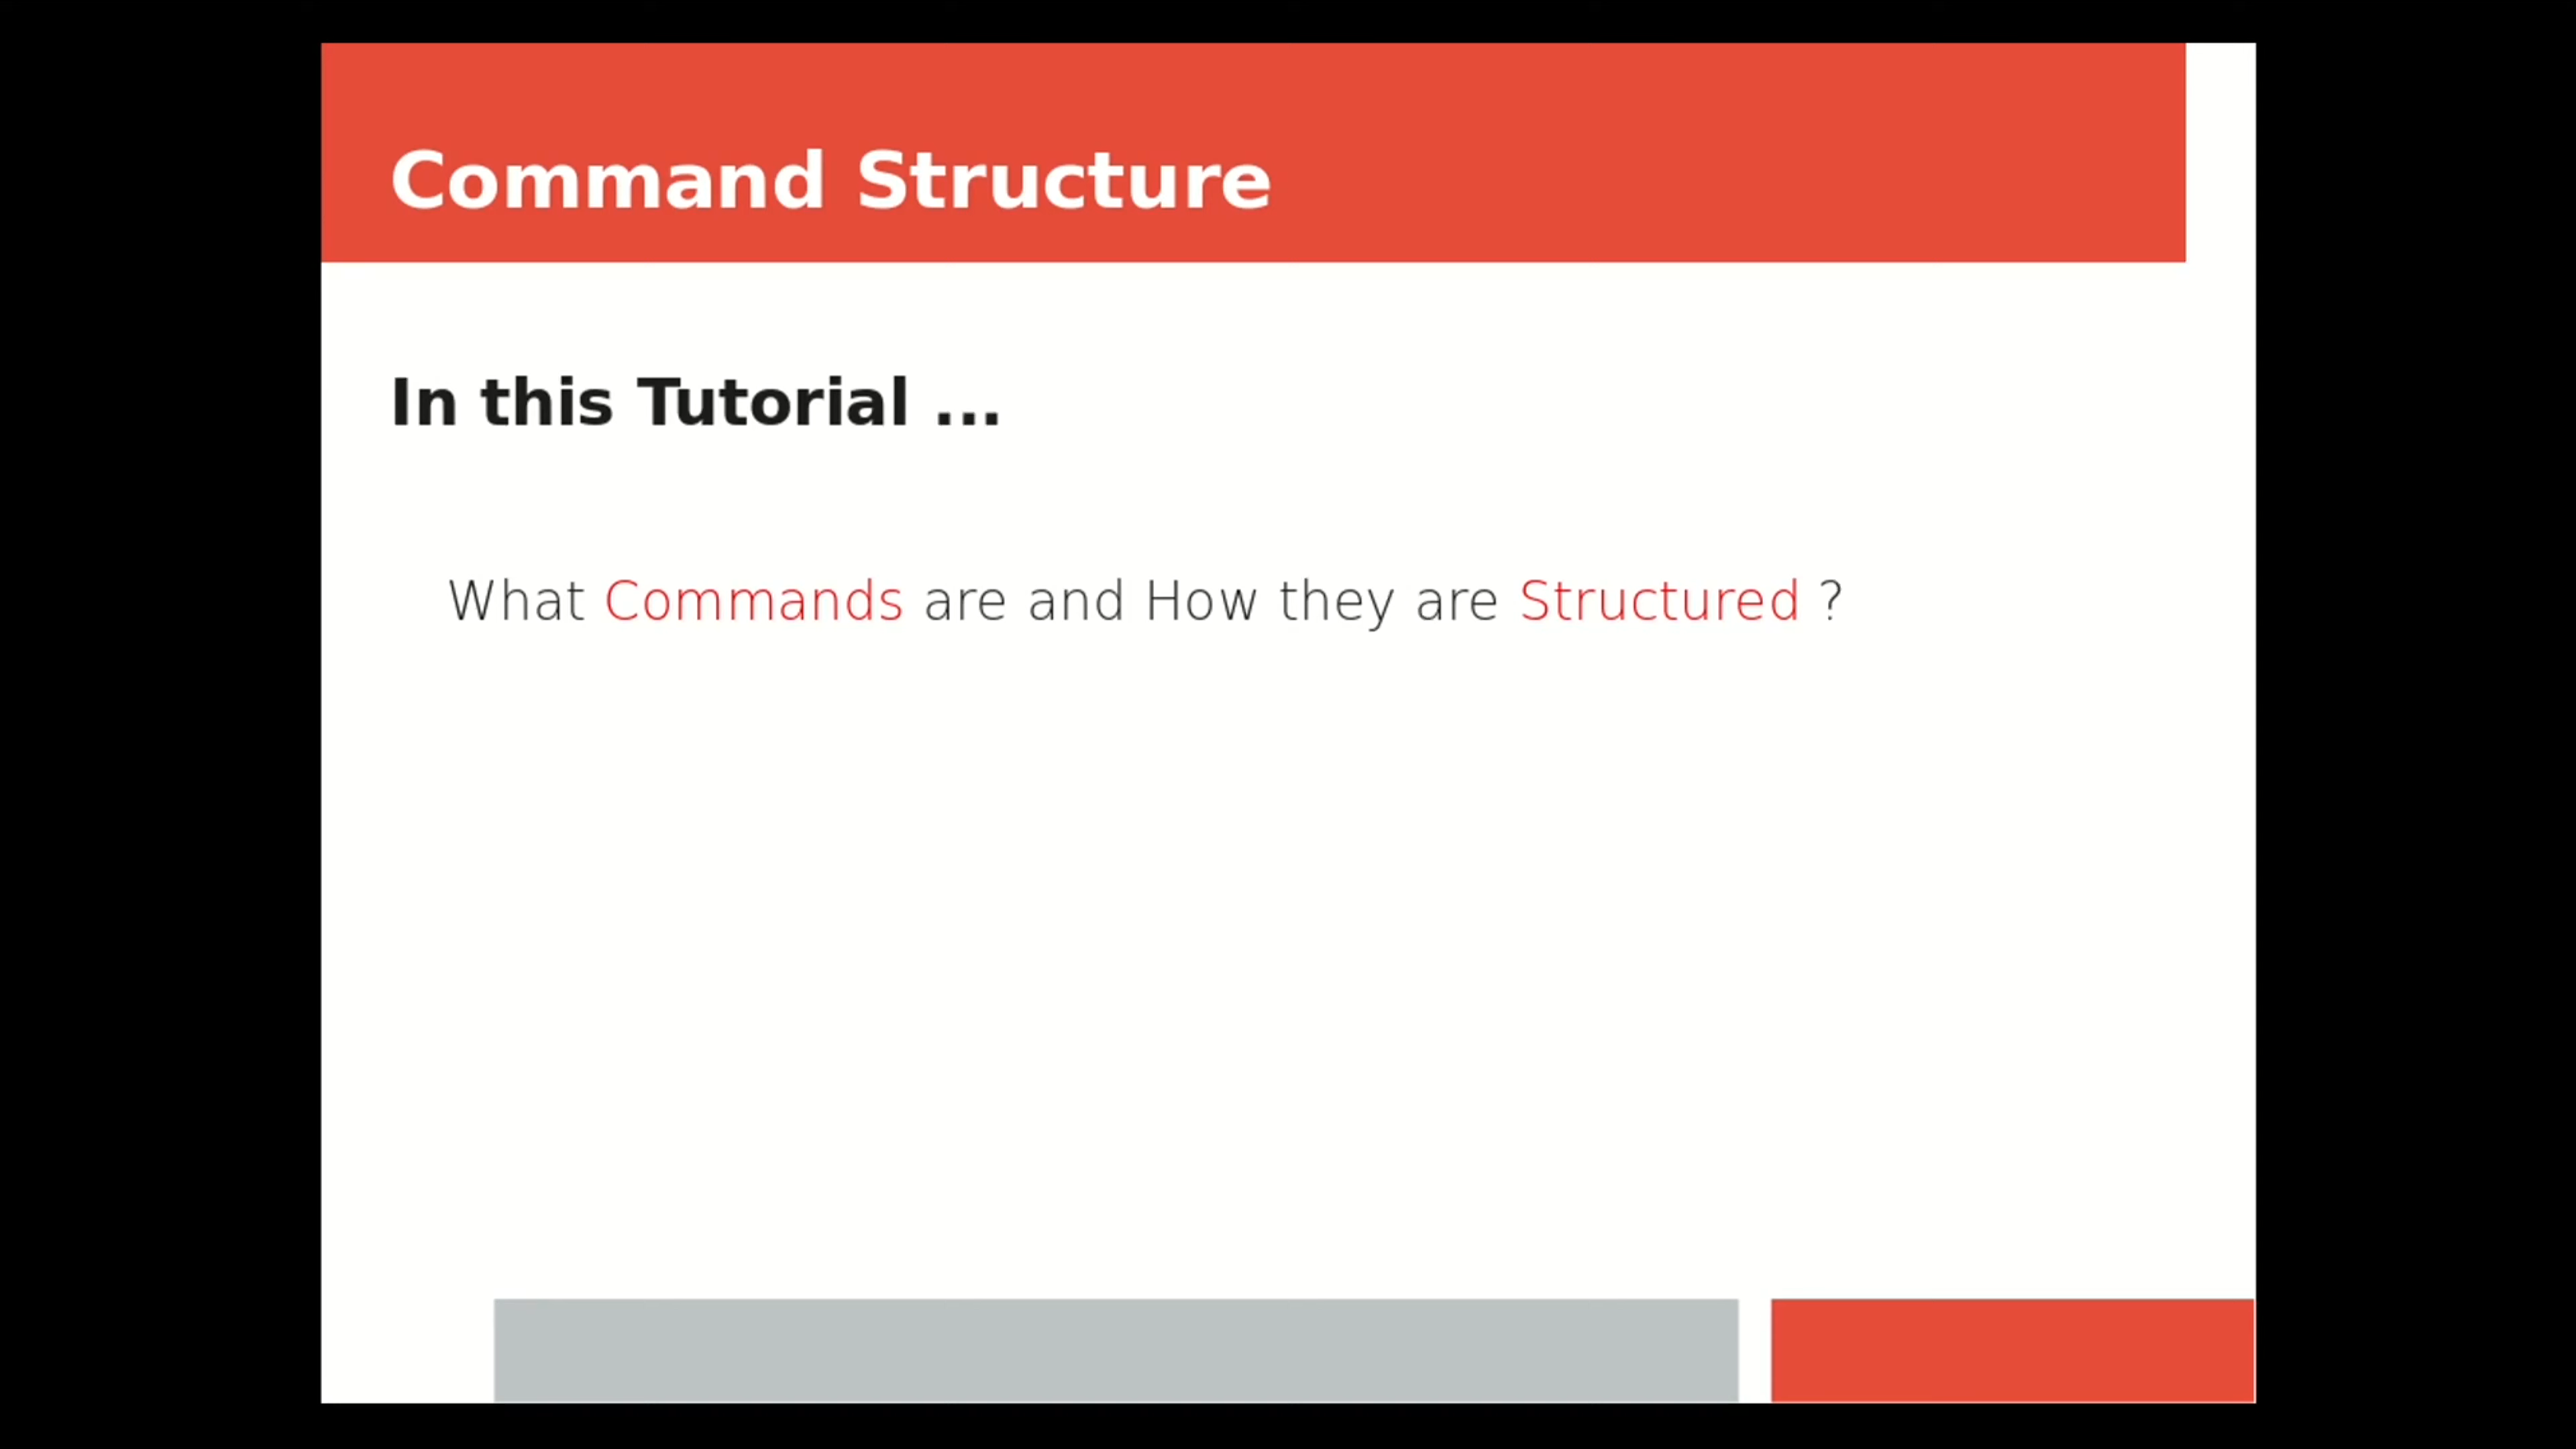 Command Structure
In this Tutorial ...
What Commands are and How they are Structured ?